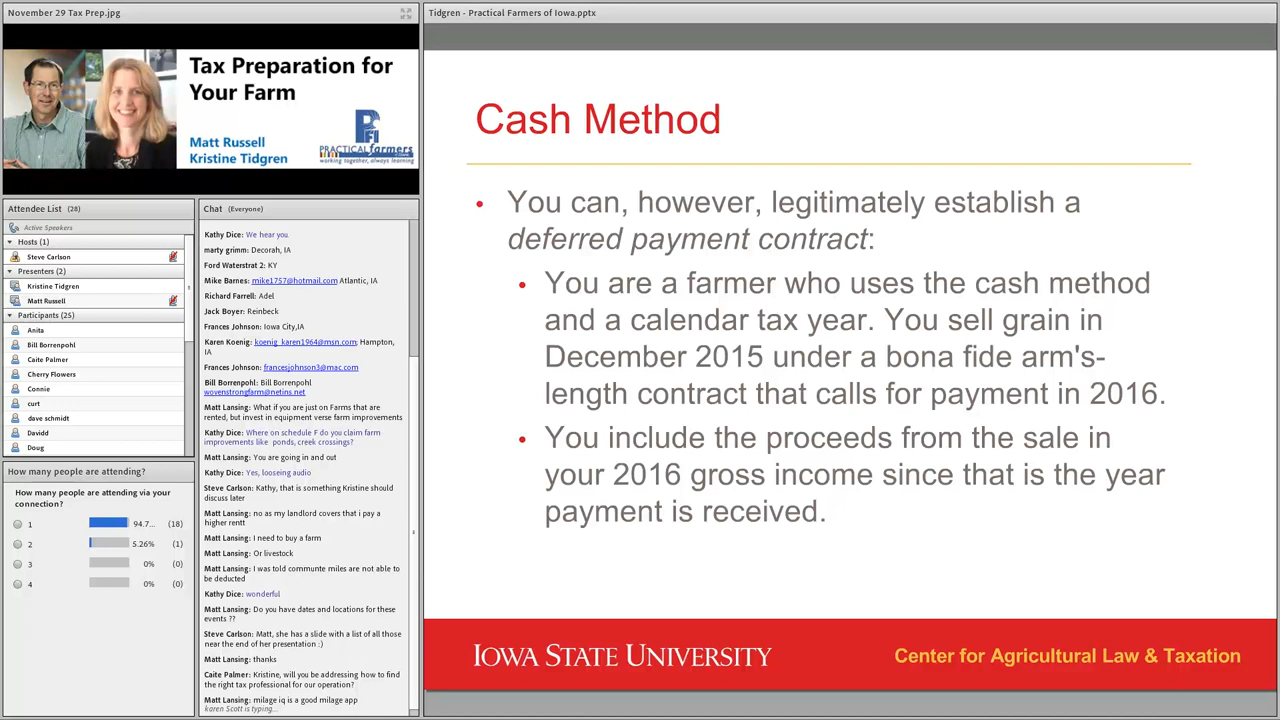 November 29 Tax Prep.jpg
Tax Preparation for
Your Farm
Matt Russell
Kristine Tidgren
PFI
PRACTICAL farmers
working together, always learning
Attendee List (28)
Active Speakers
Hosts (1)
Steve Carlson
Presenters (2)
Kristine Tidgren
Matt Russell
Participants (25)
Anita
Bill Borrenpohl
Caite Palmer
Cherry Flowers
Connie
curt
dave schmidt
Davidd
Doug
How many people are attending?
How many people are attending via your
connection?
1 94.7... (18)
2 5.26% (1)
3 0% (0)
4 0% (0)
Chat (Everyone)
Kathy Dice: We hear you.
marty grimm: Decorah, IA
Ford Waterstrat 2: KY
Mike Barnes: mike1757@hotmail.com Atlantic, IA
Richard Farrell: Adel
Jack Boyer: Reinbeck
Frances Johnson: Iowa City,IA
Karen Koenig: koenig_karen1964@msn.com; Hampton,
IA
Frances Johnson: francesjohnson3@mac.com
Bill Borrenpohl: Bill Borrenpohl
wovenstrongfarm@netins.net
Matt Lansing: What if you are just on Farms that are
rented, but invest in equipment verse farm improvements
Kathy Dice: Where on schedule F do you claim farm
improvements like ponds, creek crossings?
Matt Lansing: You are going in and out
Kathy Dice: Yes, looseing audio
Steve Carlson: Kathy, that is something Kristine should
discuss later
Matt Lansing: no as my landlord covers that i pay a
higher rentt
Matt Lansing: I need to buy a farm
Matt Lansing: Or livestock
Matt Lansing: I was told communte miles are not able to
be deducted
Kathy Dice: wonderful
Matt Lansing: Do you have dates and locations for these
events ??
Steve Carlson: Matt, she has a slide with a list of all those
near the end of her presentation :)
Matt Lansing: thanks
Caite Palmer: Kristine, will you be addressing how to find
the right tax professional for our operation?
Matt Lansing: milage iq is a good milage app
karen Scott is typing...
Tidgren - Practical Farmers of Iowa.pptx
Cash Method
• You can, however, legitimately establish a
deferred payment contract:
• You are a farmer who uses the cash method
and a calendar tax year. You sell grain in
December 2015 under a bona fide arm's-
length contract that calls for payment in 2016.
• You include the proceeds from the sale in
your 2016 gross income since that is the year
payment is received.
IOWA STATE UNIVERSITY
Center for Agricultural Law & Taxation